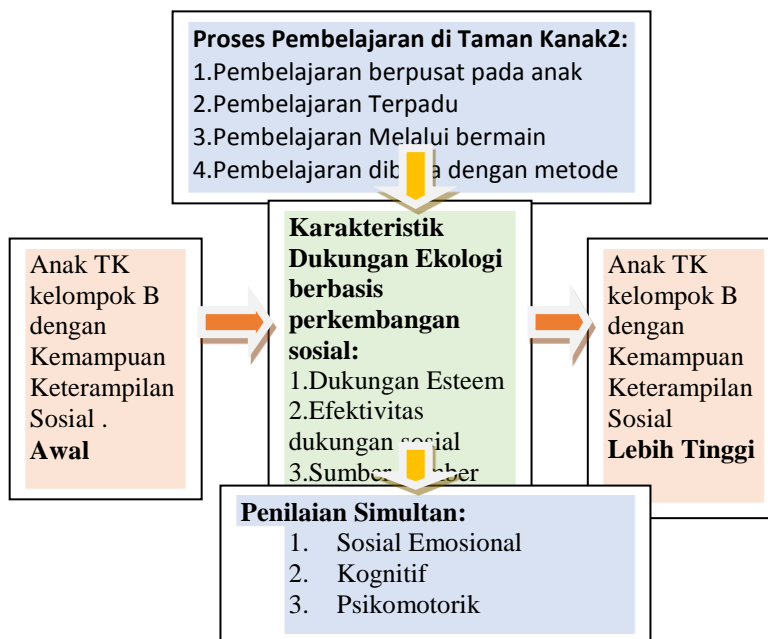 Proses Pembelajaran di Taman Kanak2:
1.Pembelajaran berpusat pada anak
2.Pembelajaran Terpadu
3.Pembelajaran Melalui bermain
4.Pembelajaran dengan metode
Anak TK
kelompok B
dengan
Kemampuan
Keterampilan
Sosial .
Awal
Karakteristik
Dukungan Ekologi
berbasis
perkembangan
sosial:
1.Dukungan Esteem
2.Efektivitas
dukungan sosial
3.Sumber
Anak TK
kelompok B
dengan
Kemampuan
Keterampilan
Sosial
Lebih Tinggi
Penilaian Simultan:
1. Sosial Emosional
2. Kognitif
3. Psikomotorik